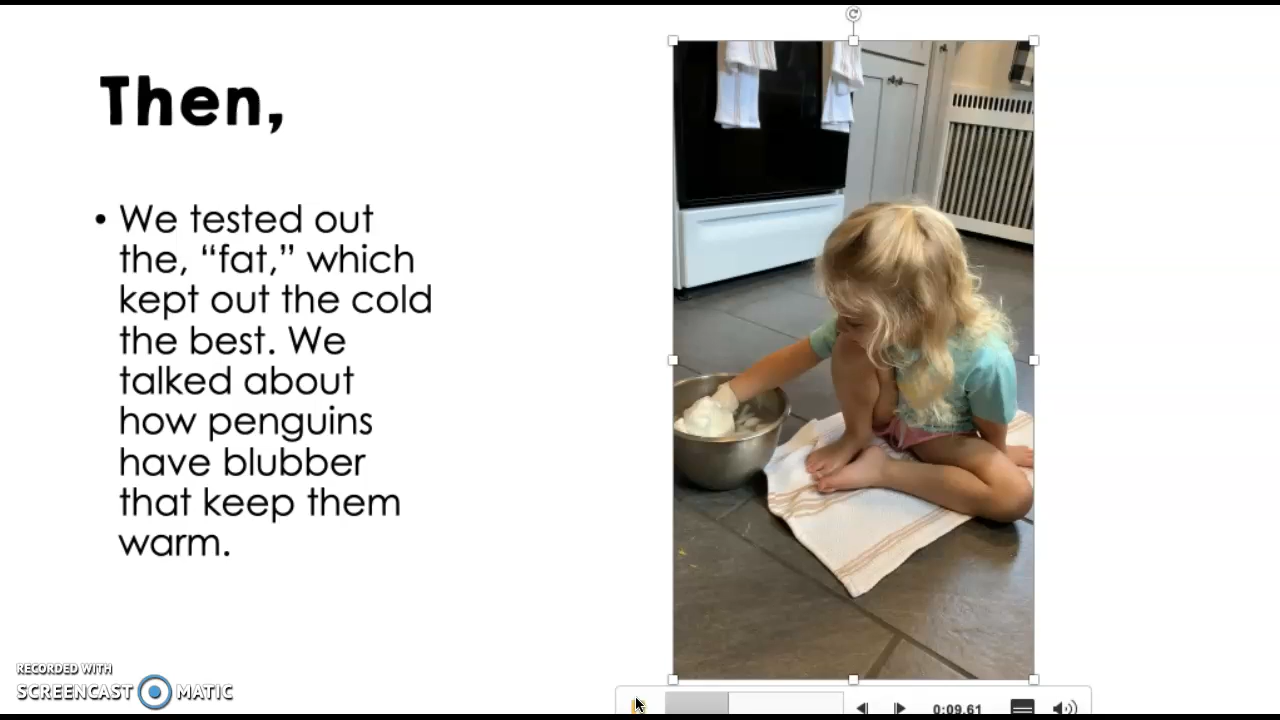 Then,
• We tested out
the, “fat,” which
kept out the cold
the best. We
talked about
how penguins
have blubber
that keep them
warm.
RECORDED WITH
SCREENCAST MATIC
0:09.61